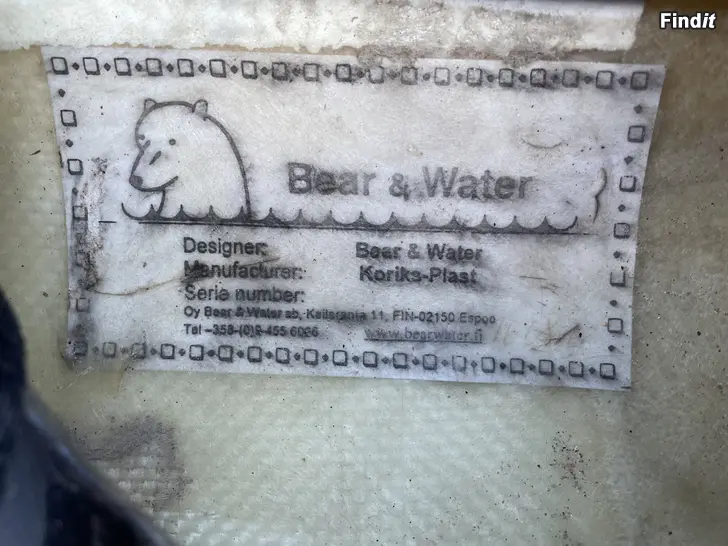 Findit
Bear & Water
Designer: Bear & Water
Manufacturer: Koriks-Plast
Serie number:
Oy Bear & Water ab, Keilaranta 11, FIN-02150 Espoo
Tel -358-(0)9-455 6026 www.bearwater.fi